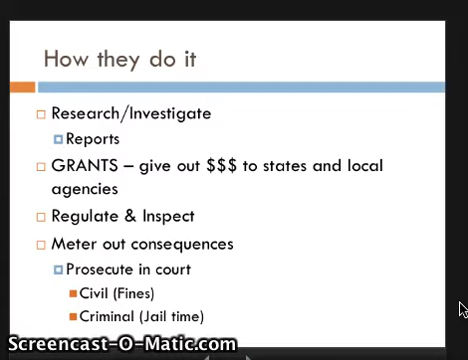 How they do it
Research/Investigate
Reports
GRANTS – give out $$$ to states and local
agencies
Regulate & Inspect
Meter out consequences
Prosecute in court
Civil (Fines)
Criminal (Jail time)
Screencast-O-Matic.com